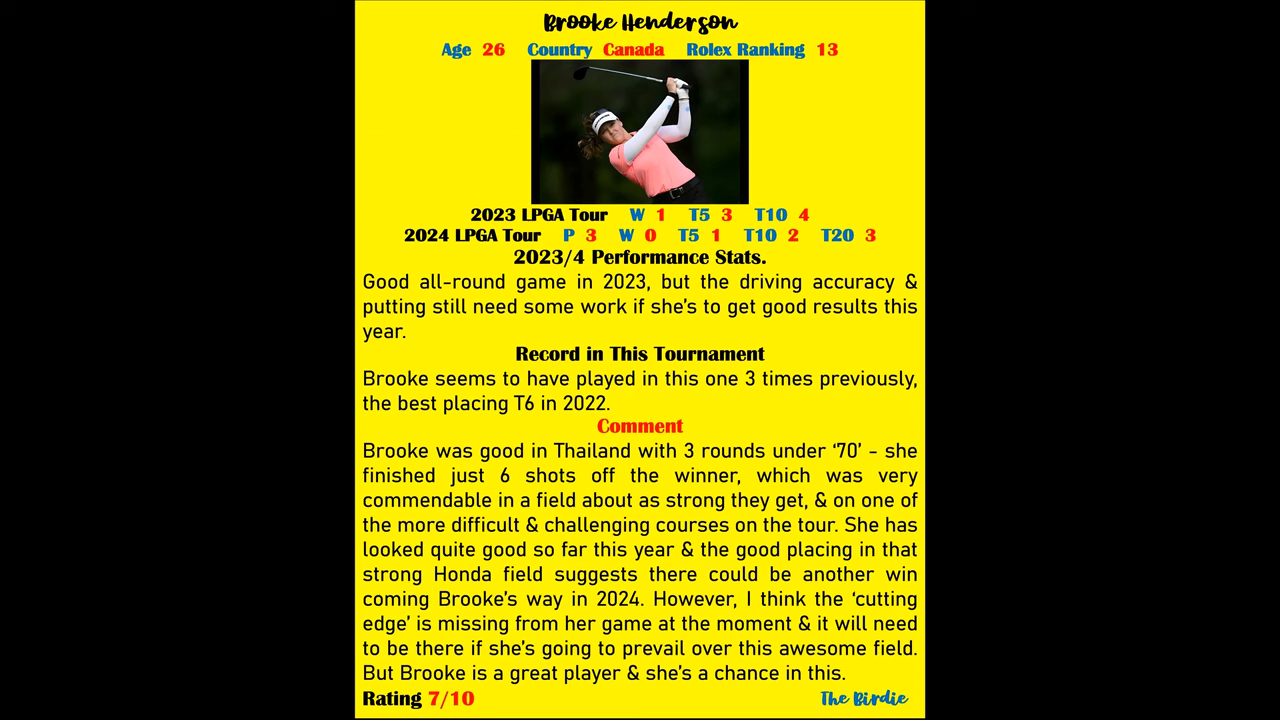 Brooke Henderson
Age 26 Country Canada Rolex Ranking 13
2023 LPGA Tour W 1 T5 3 T10 4
2024 LPGA Tour P 3 W 0 T5 1 T10 2 T20 3
2023/4 Performance Stats.
Good all-round game in 2023, but the driving accuracy &
putting still need some work if she's to get good results this
year.
Record in This Tournament
Brooke seems to have played in this one 3 times previously,
the best placing T6 in 2022.
Comment
Brooke was good in Thailand with 3 rounds under ‘70’ - she
finished just 6 shots off the winner, which was very
commendable in a field about as strong they get, & on one of
the more difficult & challenging courses on the tour. She has
looked quite good so far this year & the good placing in that
strong Honda field suggests there could be another win
coming Brooke’s way in 2024. However, I think the ‘cutting
edge’ is missing from her game at the moment & it will need
to be there if she’s going to prevail over this awesome field.
But Brooke is a great player & she’s a chance in this.
Rating 7/10 The Birdie